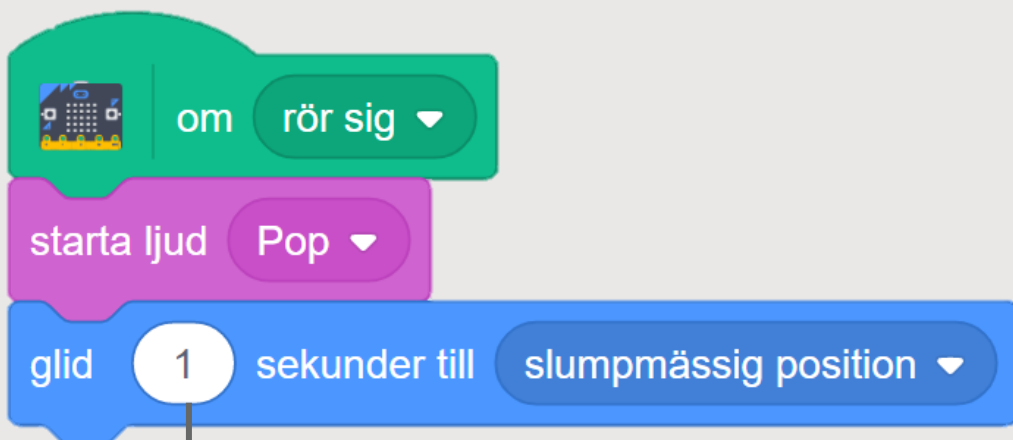 om rör sig
starta ljud Pop
glid 1 sekunder till slumpmässig position